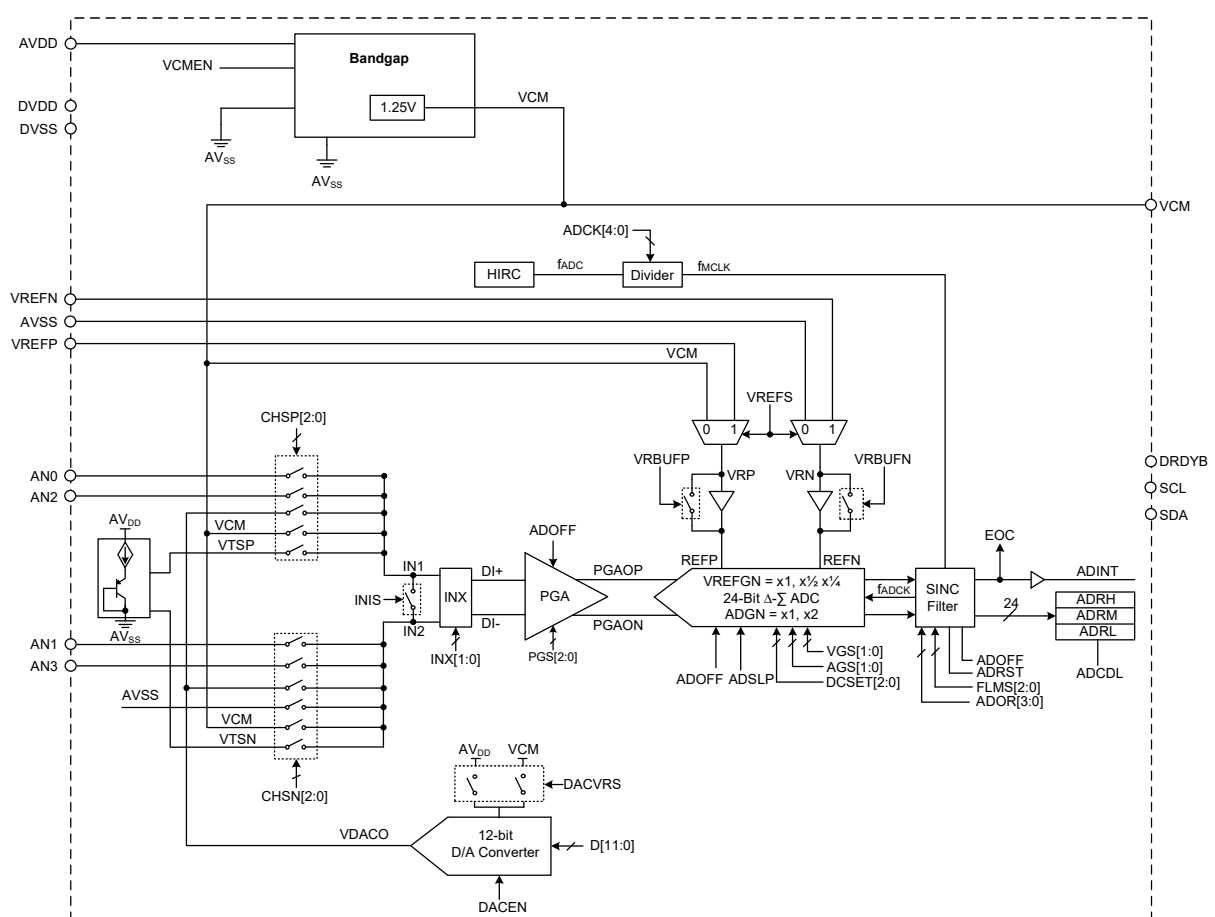 AVDD
Bandgap
VCMEN
1.25V
VCM
DVDD
DVSS
AVSS
AVSS
VCM
ADCK[4:0]
HIRC
fADC
Divider
fMCLK
VREFN
AVSS
VREFP
VCM
VREFS
0 1
0 1
CHSP[2:0]
VRBUFP
VRP
VRN
VRBUFN
DRDYB
SCL
SDA
AN0
AN2
AVDD
VCM
VTSP
ADOFF
REFP
REFN
EOC
IN1
DI+
PGAOP
INIS
INX
PGA
VREFGN = x1, x½ x¼
24-Bit Δ-Σ ADC
ADGN = x1, x2
fADCK
SINC
Filter
ADINT
24
ADRH
ADRM
ADRL
IN2
DI-
PGAON
AVSS
AN1
AN3
INX[1:0]
PGS[2:0]
ADOFF
ADSLP
VGS[1:0]
AGS[1:0]
DCSET[2:0]
ADOFF
ADRST
FLMS[2:0]
ADOR[3:0]
ADCDL
AVSS
VCM
VTSN
CHSN[2:0]
AVDD
VCM
DACVRS
VDACO
12-bit
D/A Converter
D[11:0]
DACEN